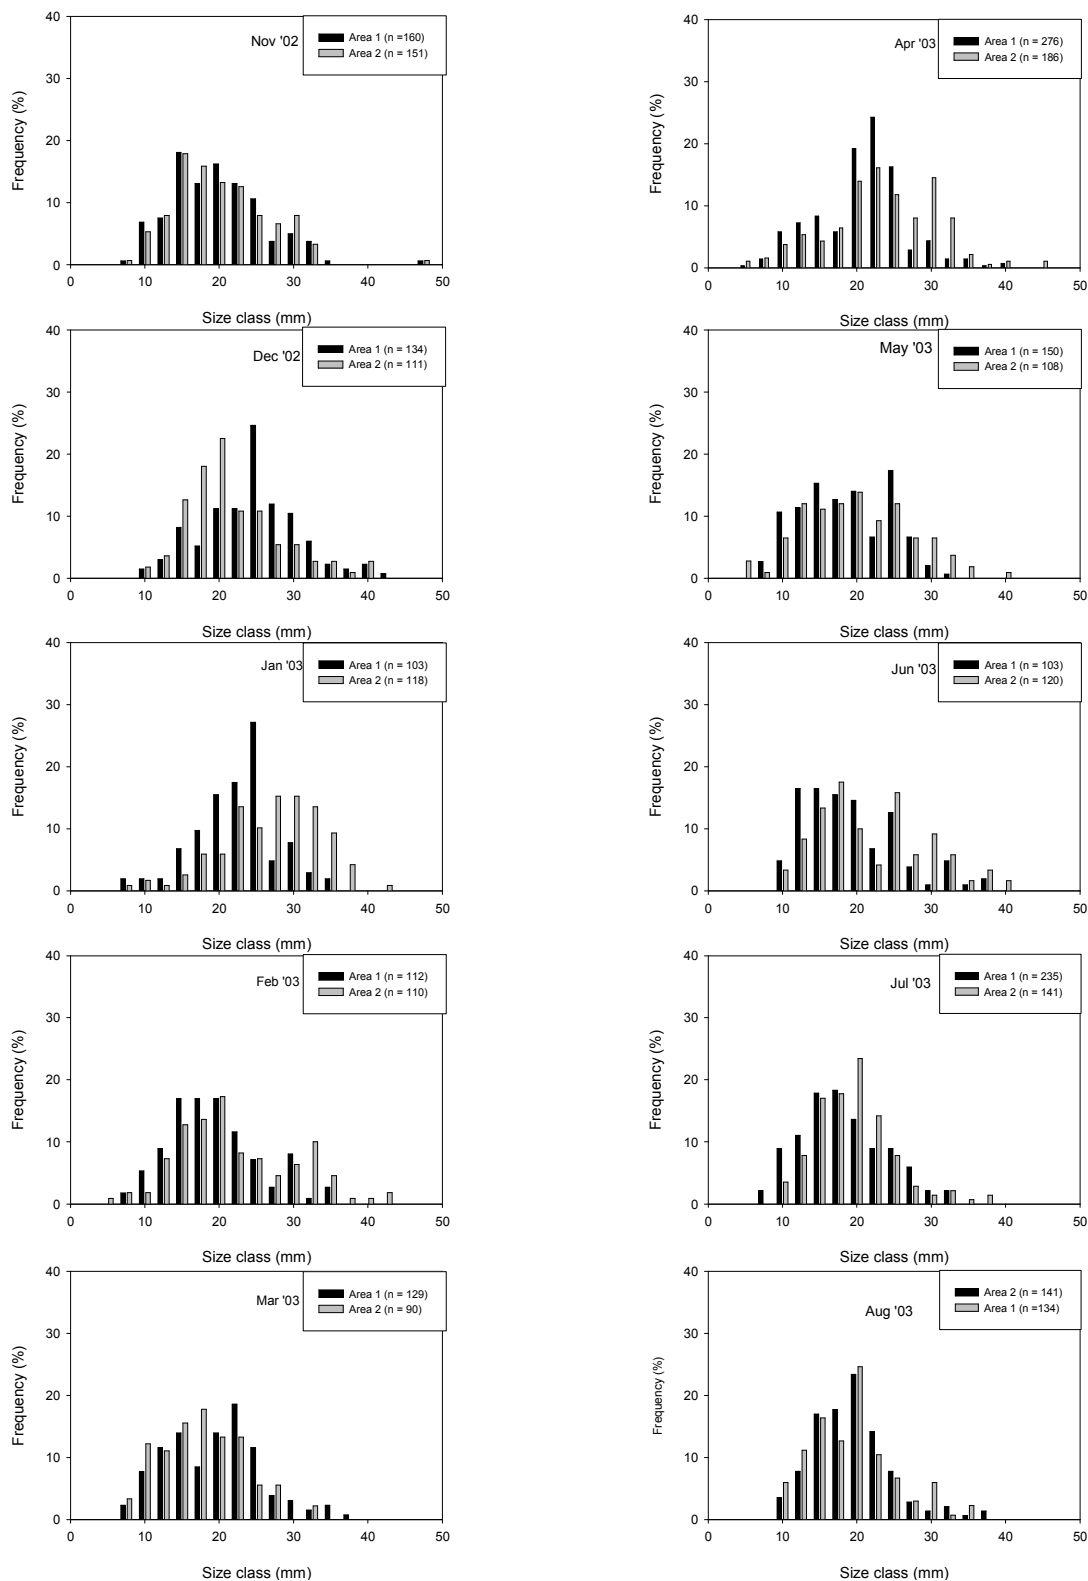 Frequency (%)
40
30
20
10
0
Nov '02
Area 1 (n =160)
Area 2 (n = 151)
0 10 20 30 40 50
Size class (mm)
Frequency (%)
40
30
20
10
0
Apr '03
Area 1 (n = 276)
Area 2 (n = 186)
0 10 20 30 40 50
Size class (mm)
Frequency (%)
40
30
20
10
0
Dec '02
Area 1 (n = 134)
Area 2 (n = 111)
0 10 20 30 40 50
Size class (mm)
Frequency (%)
40
30
20
10
0
May '03
Area 1 (n = 150)
Area 2 (n = 108)
0 10 20 30 40 50
Size class (mm)
Frequency (%)
40
30
20
10
0
Jan '03
Area 1 (n = 103)
Area 2 (n = 118)
0 10 20 30 40 50
Size class (mm)
Frequency (%)
40
30
20
10
0
Jun '03
Area 1 (n = 103)
Area 2 (n = 120)
0 10 20 30 40 50
Size class (mm)
Frequency (%)
40
30
20
10
0
Feb '03
Area 1 (n = 112)
Area 2 (n = 110)
0 10 20 30 40 50
Size class (mm)
Frequency (%)
40
30
20
10
0
Jul '03
Area 1 (n = 235)
Area 2 (n = 141)
0 10 20 30 40 50
Size class (mm)
Frequency (%)
40
30
20
10
0
Mar '03
Area 1 (n = 129)
Area 2 (n = 90)
0 10 20 30 40 50
Size class (mm)
Frequency (%)
40
30
20
10
0
Aug '03
Area 2 (n = 141)
Area 1 (n =134)
0 10 20 30 40 50
Size class (mm)